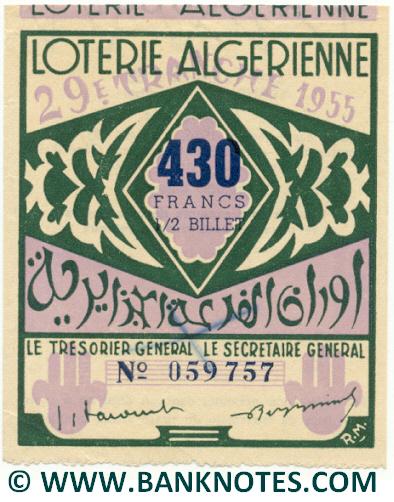 LOTERIE ALGERIENNE
LOTERIE ALGERIENNE
29E TRANCHE 1955
430
FRANCS
1/2 BILLET
اوراق القرعة الجزايرية
LE TRESORIER GENERAL LE SECRETAIRE GENERAL
No 059757
R.M.
© WWW.BANKNOTES.COM